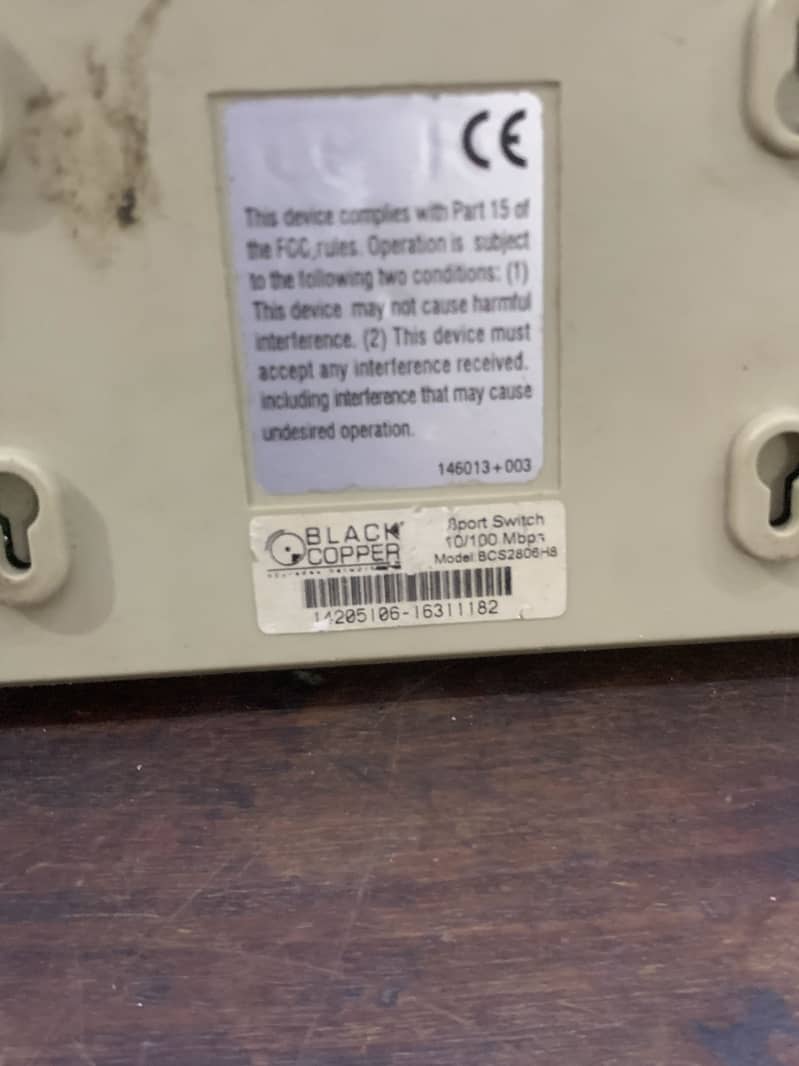 CE
This device complies with Part 15 of
the FCC rules. Operation is subject
to the following two conditions: (1)
This device may not cause harmful
interference. (2) This device must
accept any interference received,
including interference that may cause
undesired operation.
146013+003
BLACK
COPPER
8port Switch
10/100 Mbps
Model:BCS2806H8
14205106-16311182